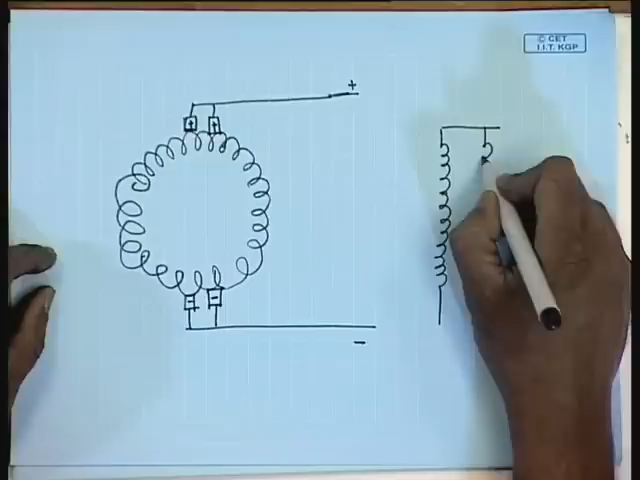 © CET
I.I.T. KGP
+
+ +
- -
-